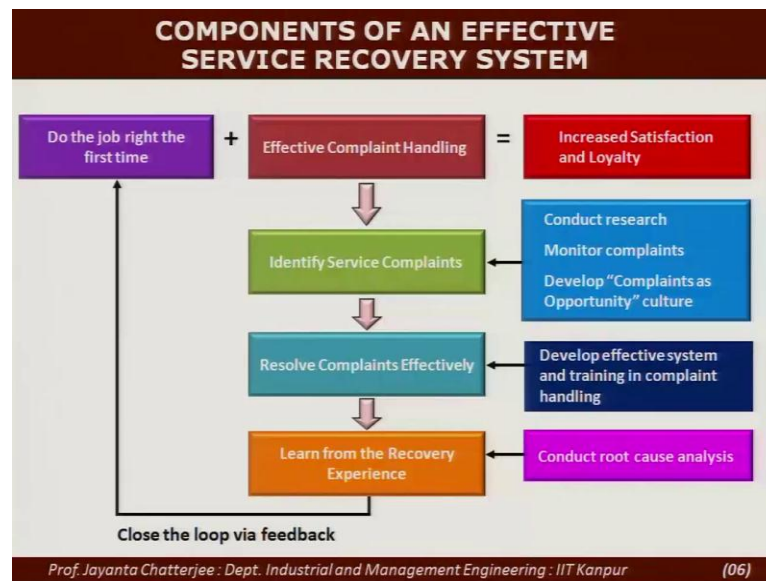 COMPONENTS OF AN EFFECTIVE
SERVICE RECOVERY SYSTEM
Do the job right the
first time
+
Effective Complaint Handling
=
Increased Satisfaction
and Loyalty
Identify Service Complaints
Conduct research
Monitor complaints
Develop “Complaints as
Opportunity” culture
Resolve Complaints Effectively
Develop effective system
and training in complaint
handling
Learn from the Recovery
Experience
Conduct root cause analysis
Close the loop via feedback
Prof. Jayanta Chatterjee : Dept. Industrial and Management Engineering : IIT Kanpur (06)